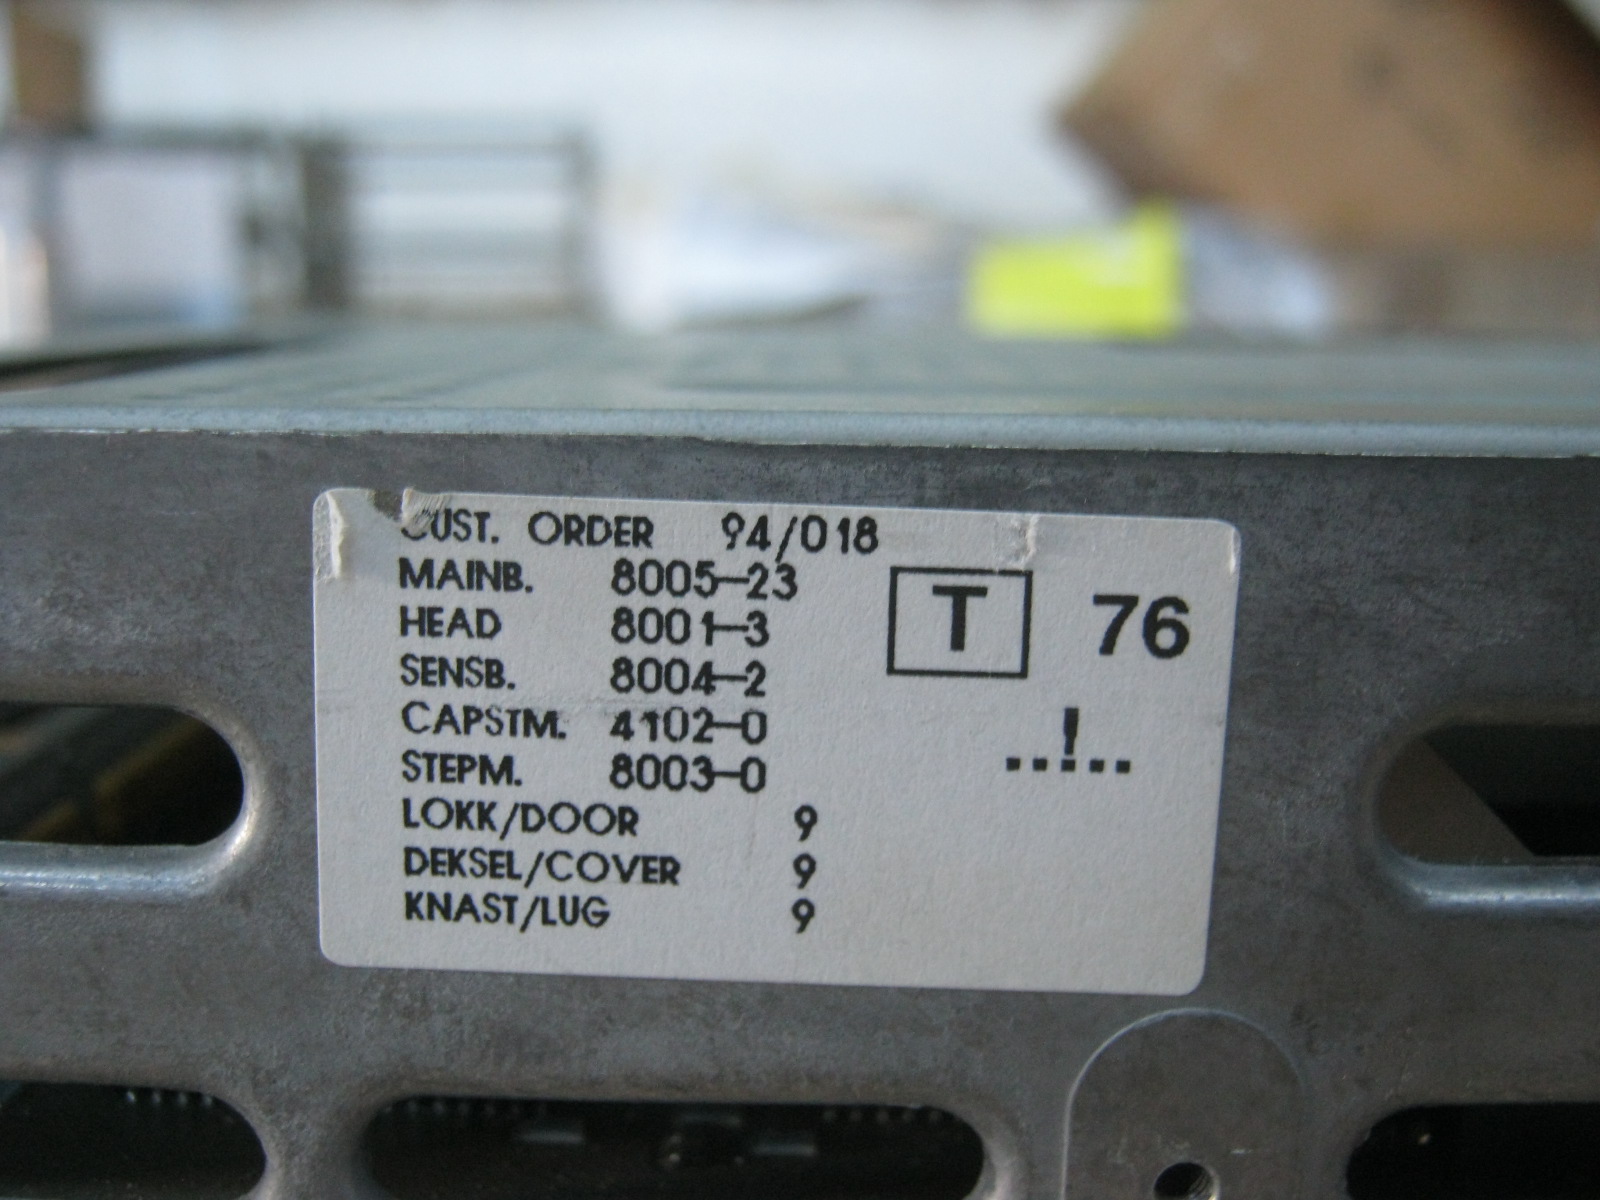 CUST. ORDER 94/018
MAINB. 8005-23
HEAD 8001-3
SENSB. 8004-2
CAPSTM. 4102-0
STEPM. 8003-0
LOKK/DOOR 9
DEKSEL/COVER 9
KNAST/LUG 9
T 76
..!..